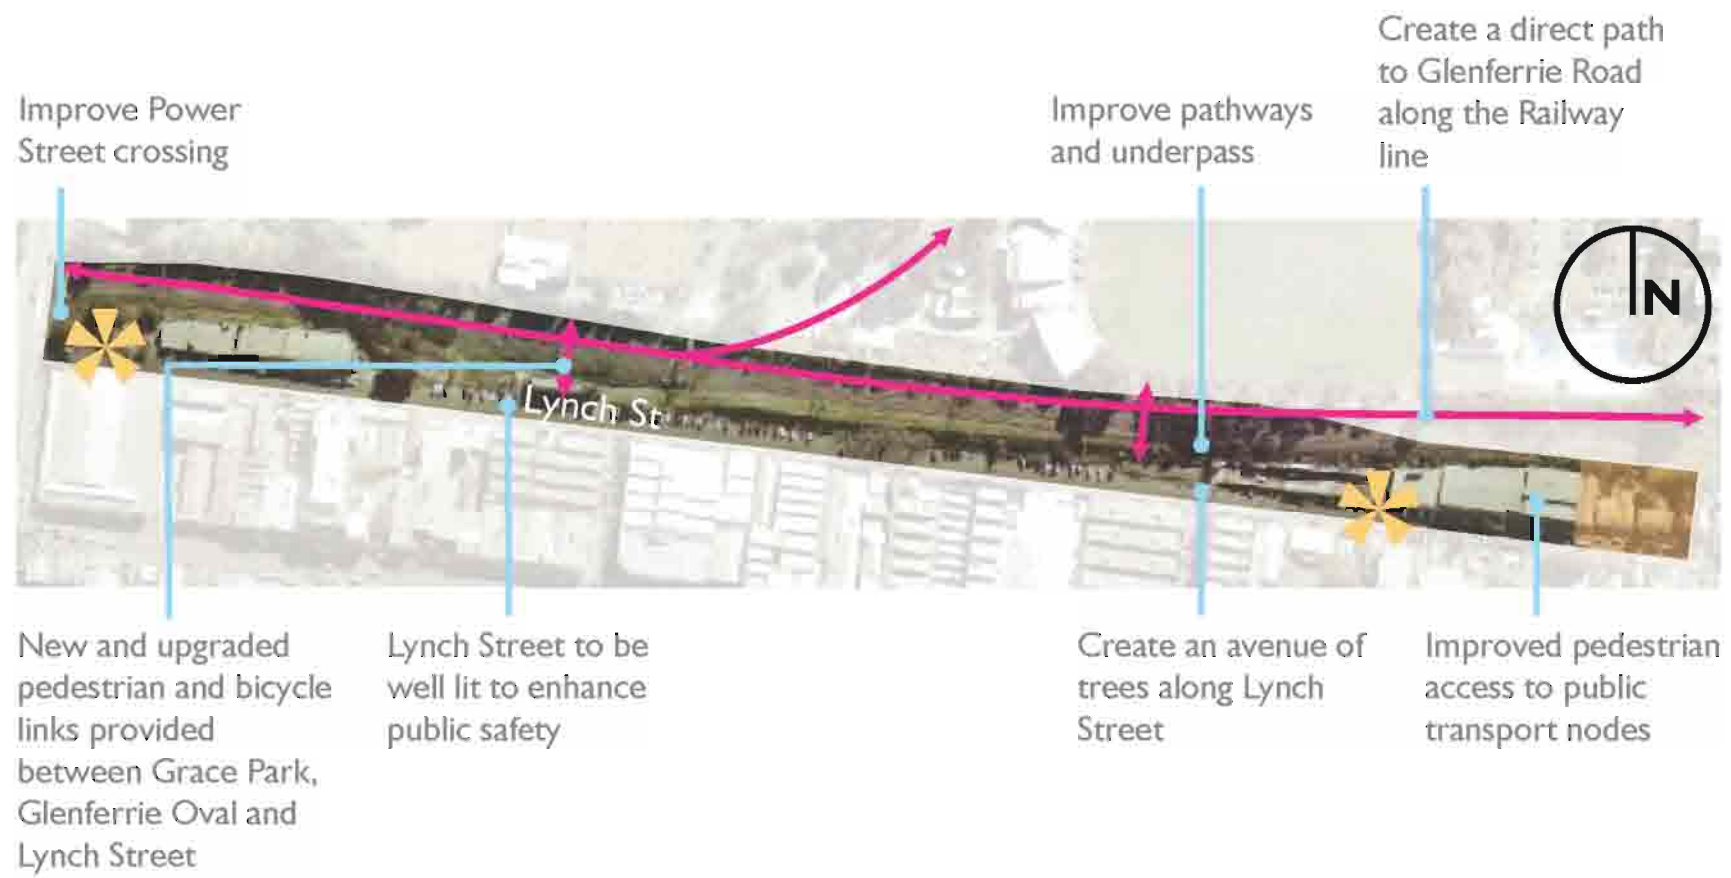 Create a direct path
to Glenferrie Road
along the Railway
line
Improve Power
Street crossing
Improve pathways
and underpass
N
Lynch St
New and upgraded
pedestrian and bicycle
links provided
between Grace Park,
Glenferrie Oval and
Lynch Street
Lynch Street to be
well lit to enhance
public safety
Create an avenue of
trees along Lynch
Street
Improved pedestrian
access to public
transport nodes